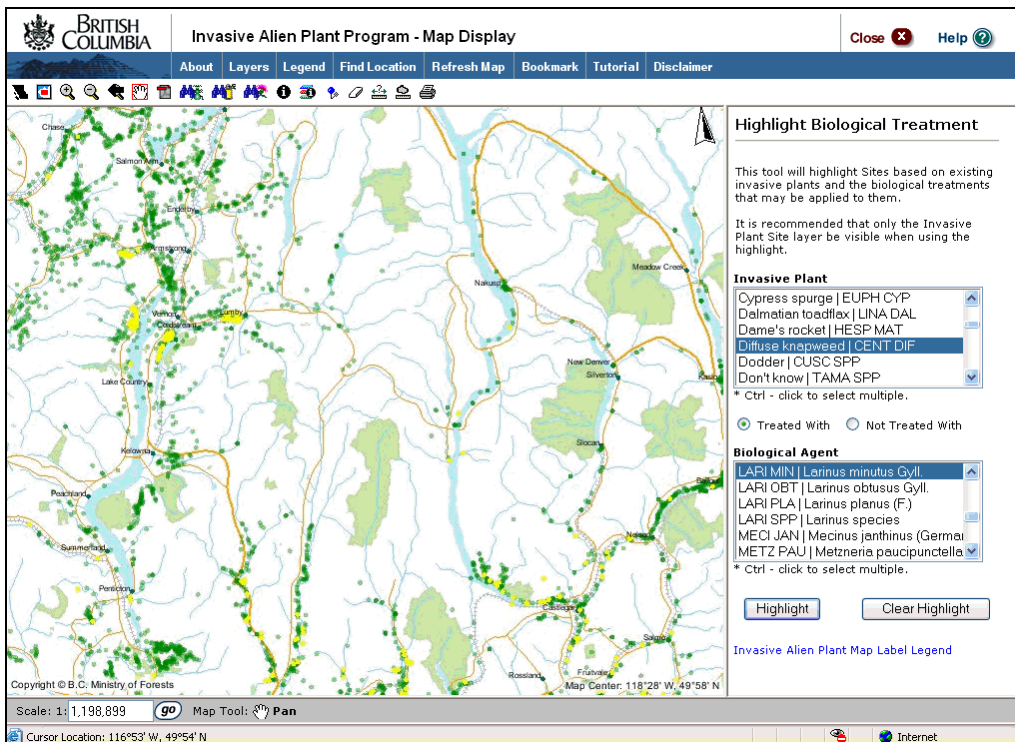 BRITISH
COLUMBIA
Invasive Alien Plant Program - Map Display
Close
Help
About Layers Legend Find Location Refresh Map Bookmark Tutorial Disclaimer
Chase
Salmon Arm
Enderby
Armstrong
Vernon
Coldstream
Lumby
Lake Country
Kelowna
Peachland
Summerland
Penticton
Nakusp
Meadow Creek
New Denver
Silverton
Kaslo
Slocan
Balfour
Nelson
Castlegar
Salmo
Fruitvale
Rossland
Copyright © B.C. Ministry of Forests
Map Center: 118°28' W, 49°58' N
Highlight Biological Treatment
This tool will highlight Sites based on existing
invasive plants and the biological treatments
that may be applied to them.
It is recommended that only the Invasive
Plant Site layer be visible when using the
highlight.
Invasive Plant
Cypress spurge | EUPH CYP
Dalmatian toadflax | LINA DAL
Dame's rocket | HESP MAT
Diffuse knapweed | CENT DIF
Dodder | CUSC SPP
Don't know | TAMA SPP
* Ctrl - click to select multiple.
Treated With Not Treated With
Biological Agent
LARI MIN | Larinus minutus Gyll.
LARI OBT | Larinus obtusus Gyll.
LARI PLA | Larinus planus (F.)
LARI SPP | Larinus species
MECI JAN | Mecinus janthinus (Germar
METZ PAU | Metzneria paucipunctella
* Ctrl - click to select multiple.
Highlight Clear Highlight
Invasive Alien Plant Map Label Legend
Scale: 1: 1,198,899 go Map Tool: Pan
Cursor Location: 116°53' W, 49°54' N
Internet